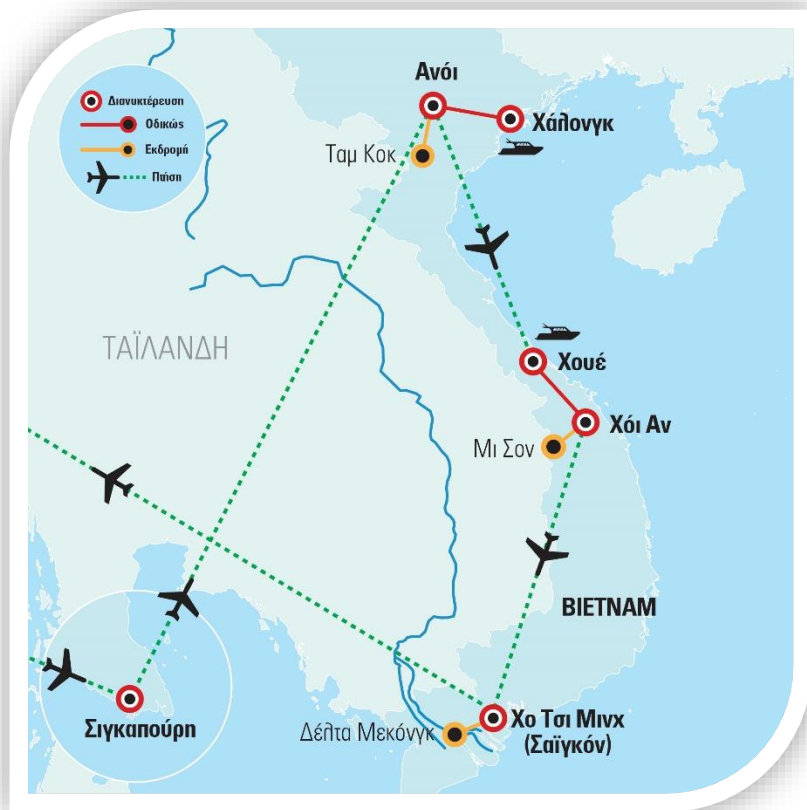 Διανυκτέρευση
Οδικώς
Εκδρομή
Πτήση
Ανόι
Χάλονγκ
Ταμ Κοκ
ΤΑΪΛΑΝΔΗ
Χουέ
Χόι Αν
Μι Σον
ΒΙΕΤΝΑΜ
Σιγκαπούρη
Δέλτα Μεκόνγκ
Χο Τσι Μινχ
(Σαϊγκόν)